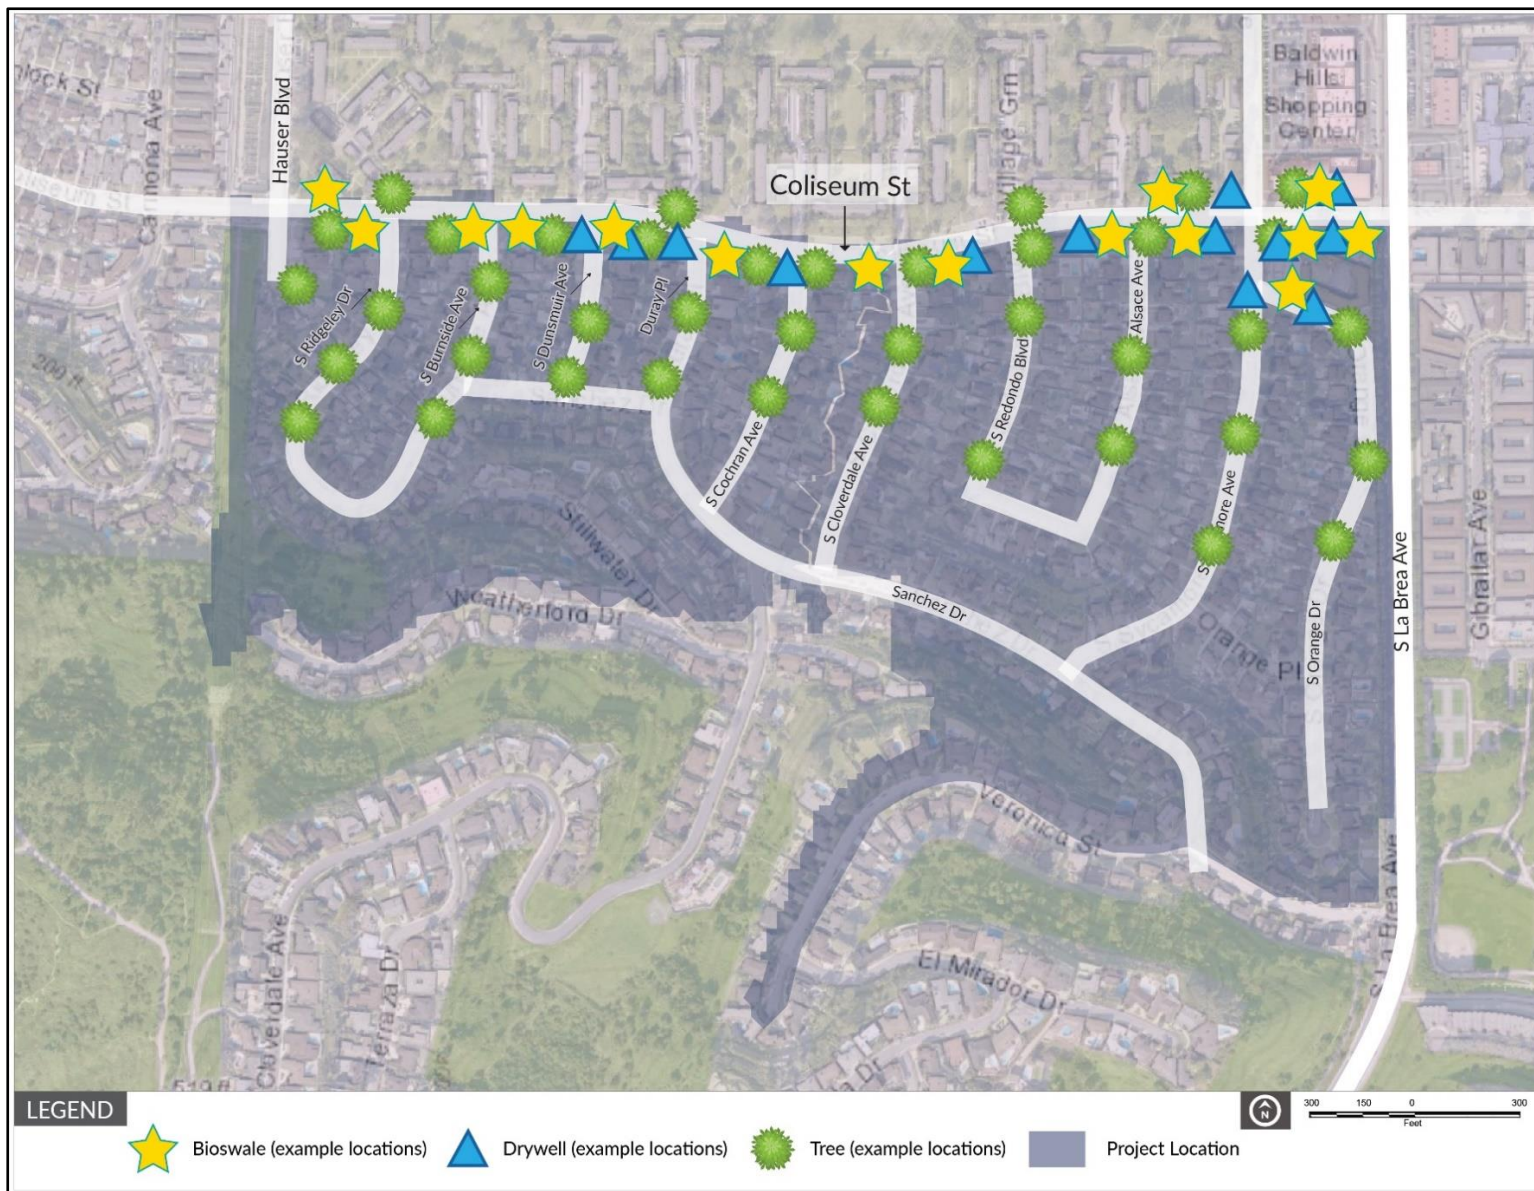 Hauser Blvd
Carmona Ave
Baldwin
Hills
Shopping
Center
Village Grn
Coliseum St
S Ridgeley Dr
S Burnside Ave
S Dunsmuir Ave
Duray Pl
S Cochran Ave
S Cloverdale Ave
S Redondo Blvd
Alsace Ave
200 ft
Stillwater Dr
Weatherford Dr
Sanchez Dr
Orange Pl
S Orange Dr
S La Brea Ave
Gibraltar Ave
Veronica St
El Mirador Dr
S La Brea Ave
Cloverdale Ave
Terraza Dr
LEGEND
N
300 150 0 300
Feet
Bioswale (example locations)
Drywell (example locations)
Tree (example locations)
Project Location